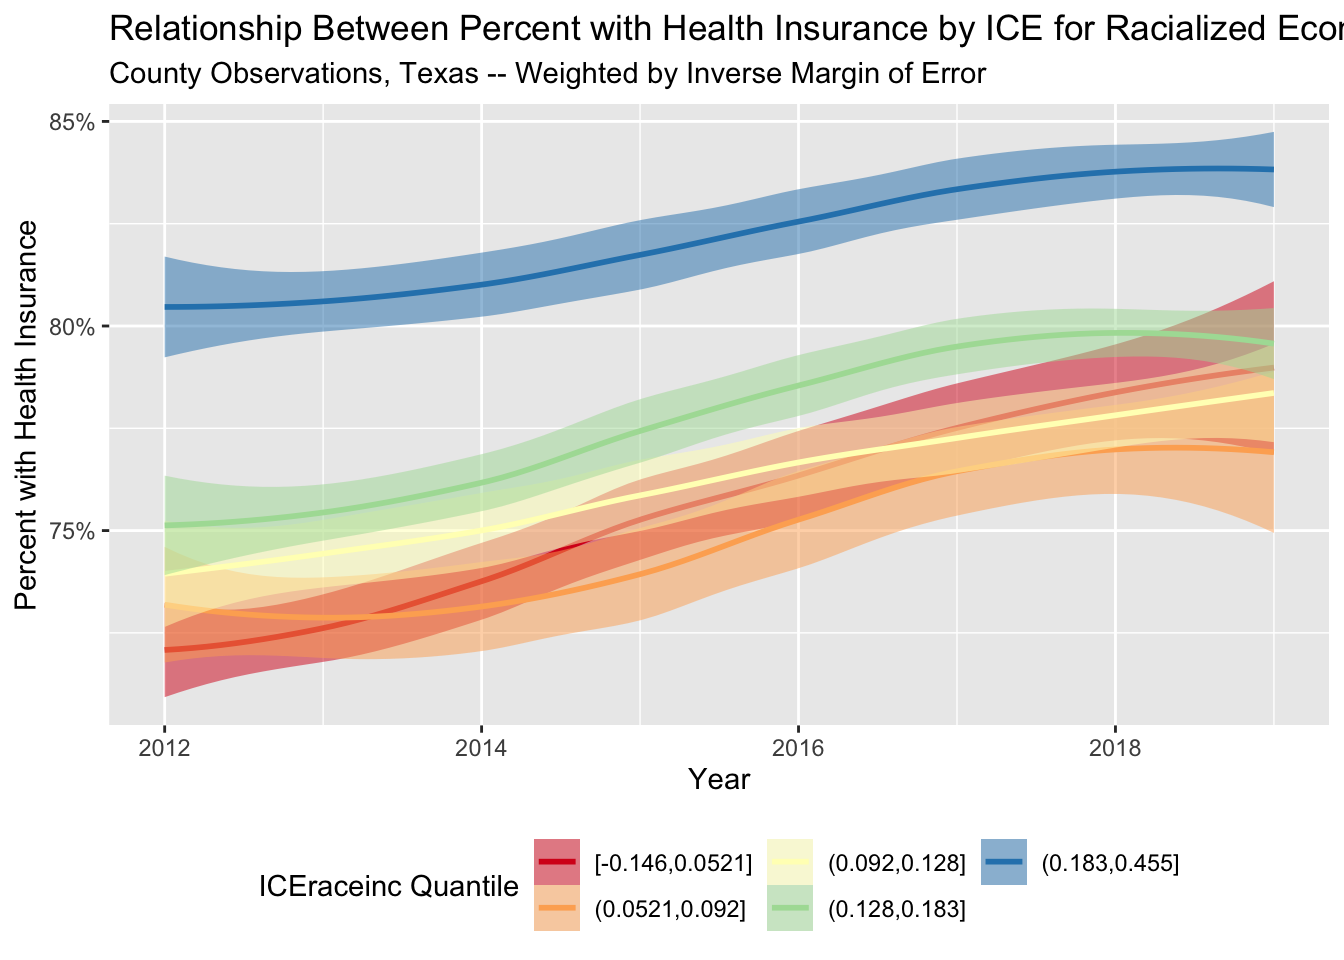 Relationship Between Percent with Health Insurance by ICE for Racialized Econ
County Observations, Texas -- Weighted by Inverse Margin of Error
85%
80%
75%
Percent with Health Insurance
2012 2014 2016 2018
Year
ICEraceinc Quantile
[-0.146,0.0521] (0.092,0.128] (0.183,0.455]
(0.0521,0.092] (0.128,0.183]